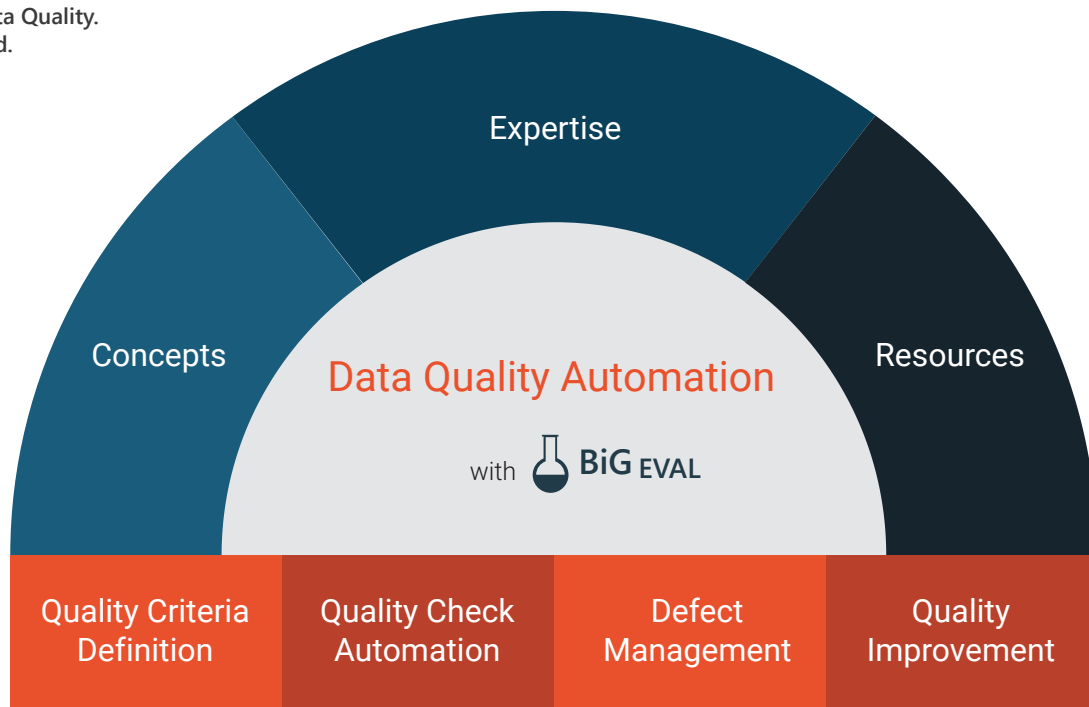 Quality.
Expertise
Concepts
Resources
Data Quality Automation
with BiG EVAL
Quality Criteria
Definition
Quality Check
Automation
Defect
Management
Quality
Improvement